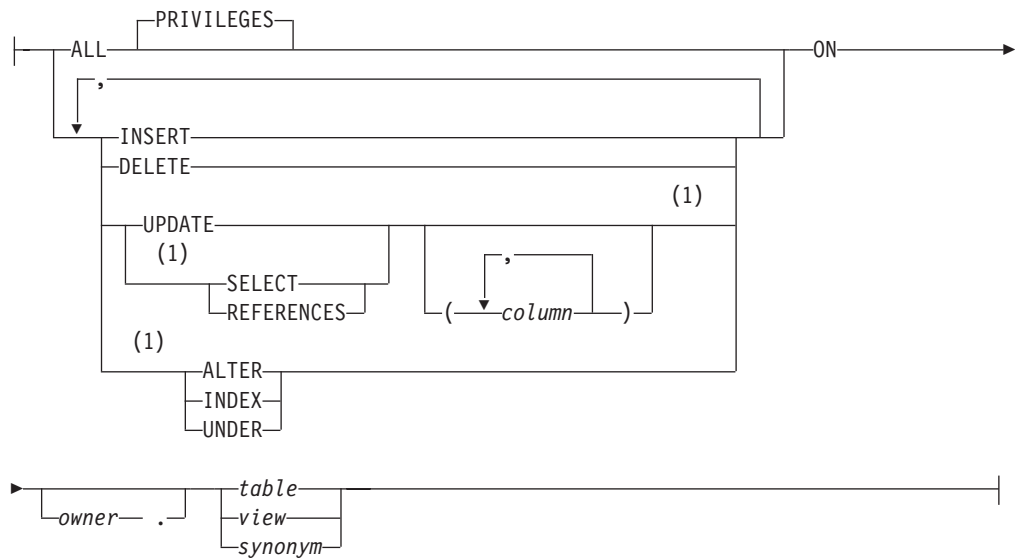 PRIVILEGES
ALL ON
,
INSERT
DELETE
(1)
UPDATE
(1)
,
SELECT
REFERENCES
( column )
(1)
ALTER
INDEX
UNDER
table
owner .
view
synonym